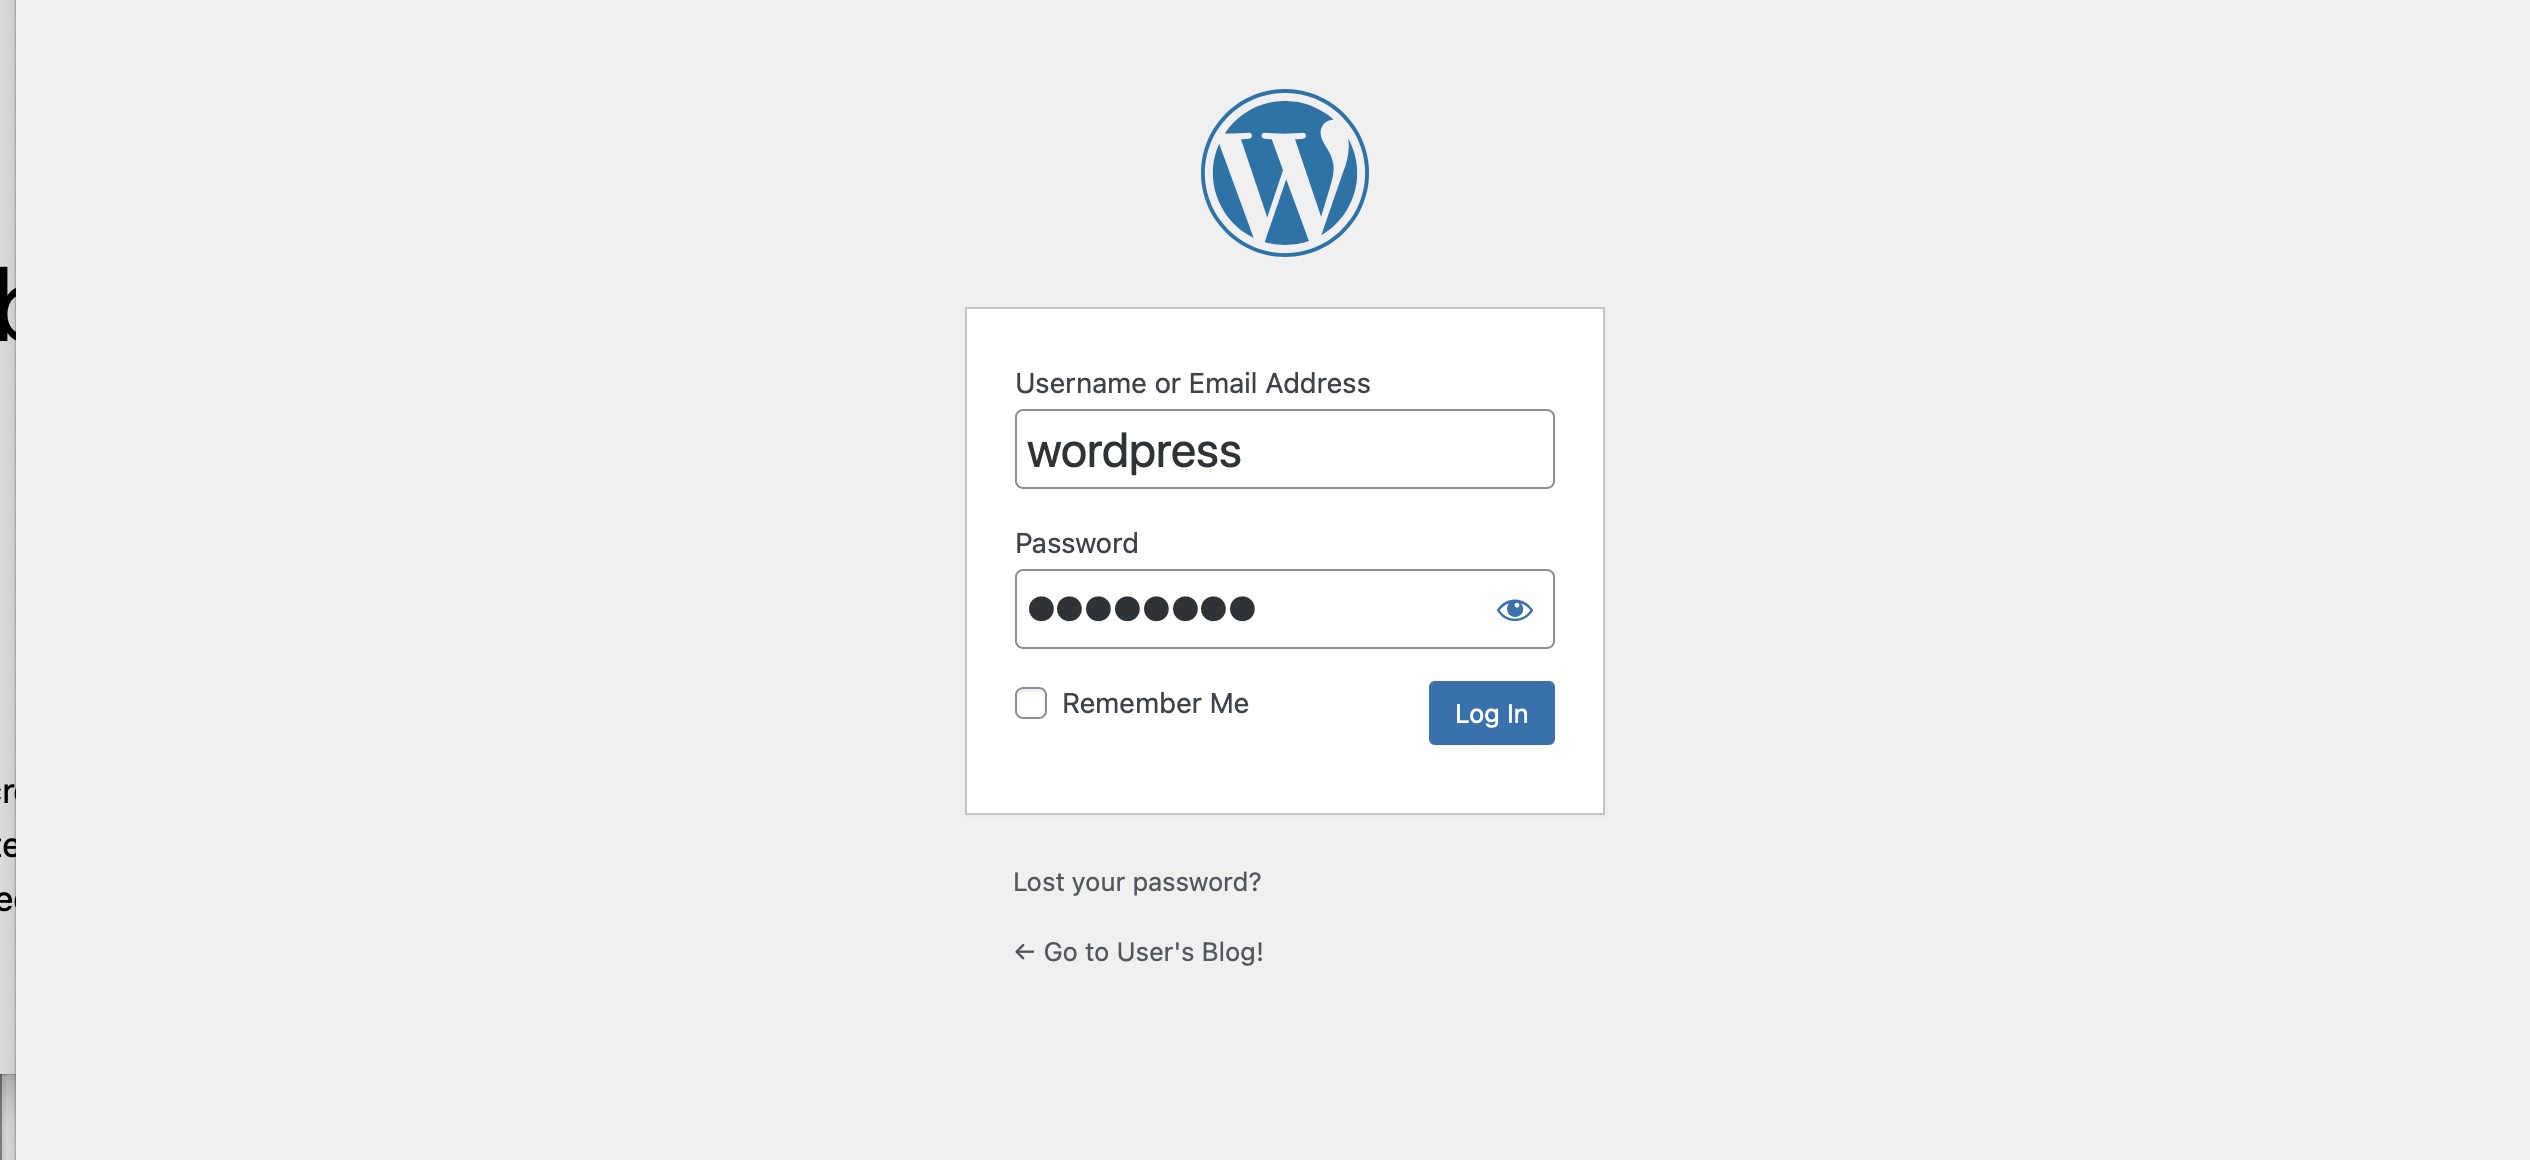 Username or Email Address
wordpress
Password
Remember Me
Log In
Lost your password?
← Go to User's Blog!